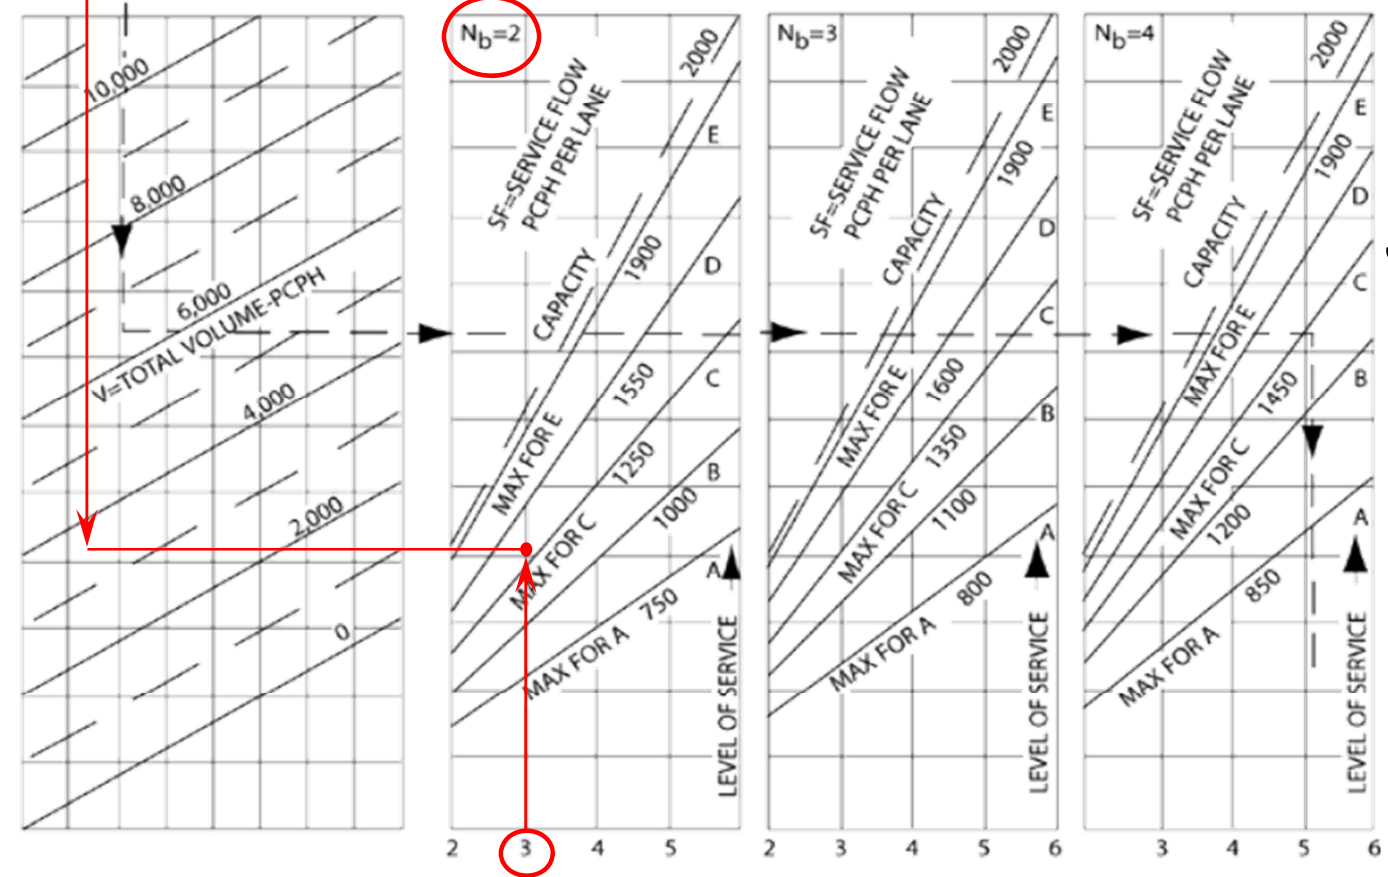 10,000
8,000
6,000
V=TOTAL VOLUME-PCPH
4,000
2,000
0
N_b=2
SF=SERVICE FLOW
PCPH PER LANE
2000
E
CAPACITY
1900
D
MAX FOR E
1550
C
1250
B
MAX FOR C
1000
A
750
MAX FOR A
LEVEL OF SERVICE
2 3 4 5
N_b=3
SF=SERVICE FLOW
PCPH PER LANE
2000
E
1900
CAPACITY
D
C
MAX FOR E
1600
B
1350
MAX FOR C
1100
A
800
MAX FOR A
LEVEL OF SERVICE
2 3 4 5 6
N_b=4
SF=SERVICE FLOW
PCPH PER LANE
2000
E
1900
D
CAPACITY
C
MAX FOR E
B
1450
MAX FOR C
1200
A
850
MAX FOR A
LEVEL OF SERVICE
3 4 5 6